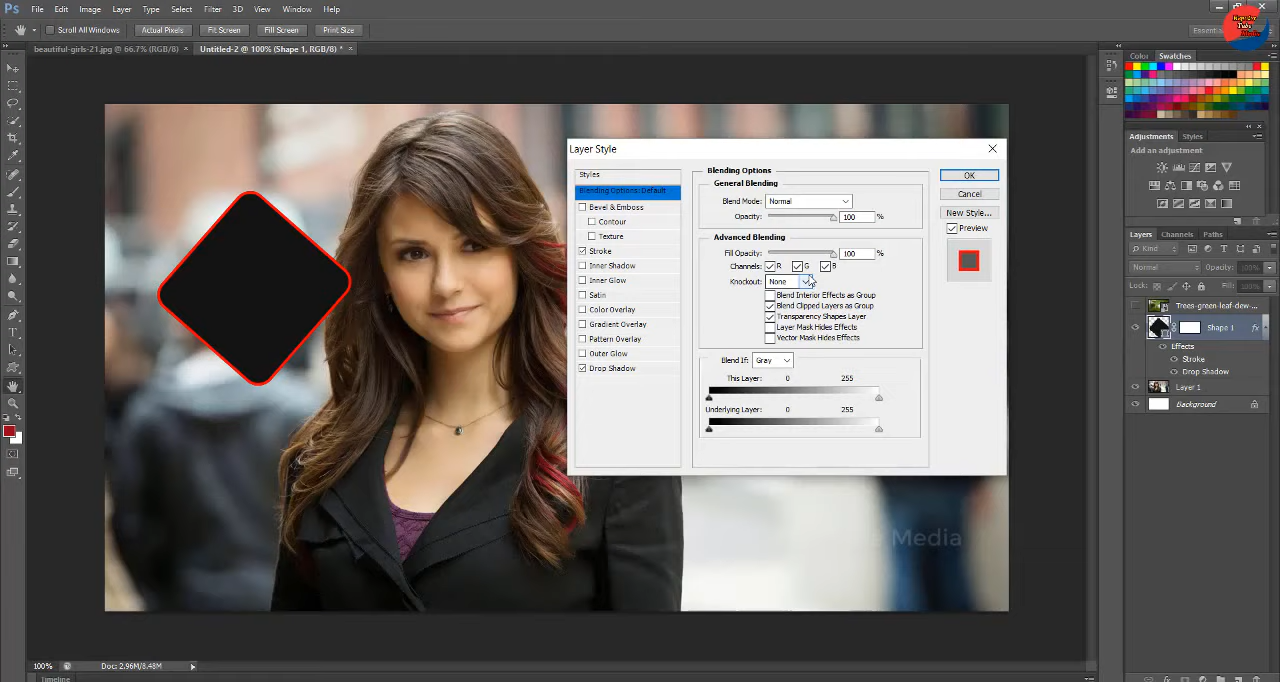 Ps File Edit Image Layer Type Select Filter 3D View Window Help
Scroll All Windows Actual Pixels Fit Screen Fill Screen Print Size
beautiful-girls-21.jpg @ 66.7% (RGB/8) × Untitled-2 @ 100% (Shape 1, RGB/8) * ×
Tube
Media
Color Swatches
Adjustments Styles
Add an adjustment
Layers Channels Paths
Kind
Normal Opacity: 100%
Lock: Fill: 100%
Trees-green-leaf-dew-...
Shape 1 fx
Effects
Stroke
Drop Shadow
Layer 1
Background
Layer Style
Styles
Blending Options: Default
Bevel & Emboss
Contour
Texture
Stroke
Inner Shadow
Inner Glow
Satin
Color Overlay
Gradient Overlay
Pattern Overlay
Outer Glow
Drop Shadow
Blending Options
General Blending
Blend Mode: Normal
Opacity: 100 %
Advanced Blending
Fill Opacity: 100 %
Channels: R G B
Knockout: None
Blend Interior Effects as Group
Blend Clipped Layers as Group
Transparency Shapes Layer
Layer Mask Hides Effects
Vector Mask Hides Effects
Blend If: Gray
This Layer: 0 255
Underlying Layer: 0 255
OK
Cancel
New Style...
Preview
Media
100% Doc: 2.96M/8.48M
Timeline